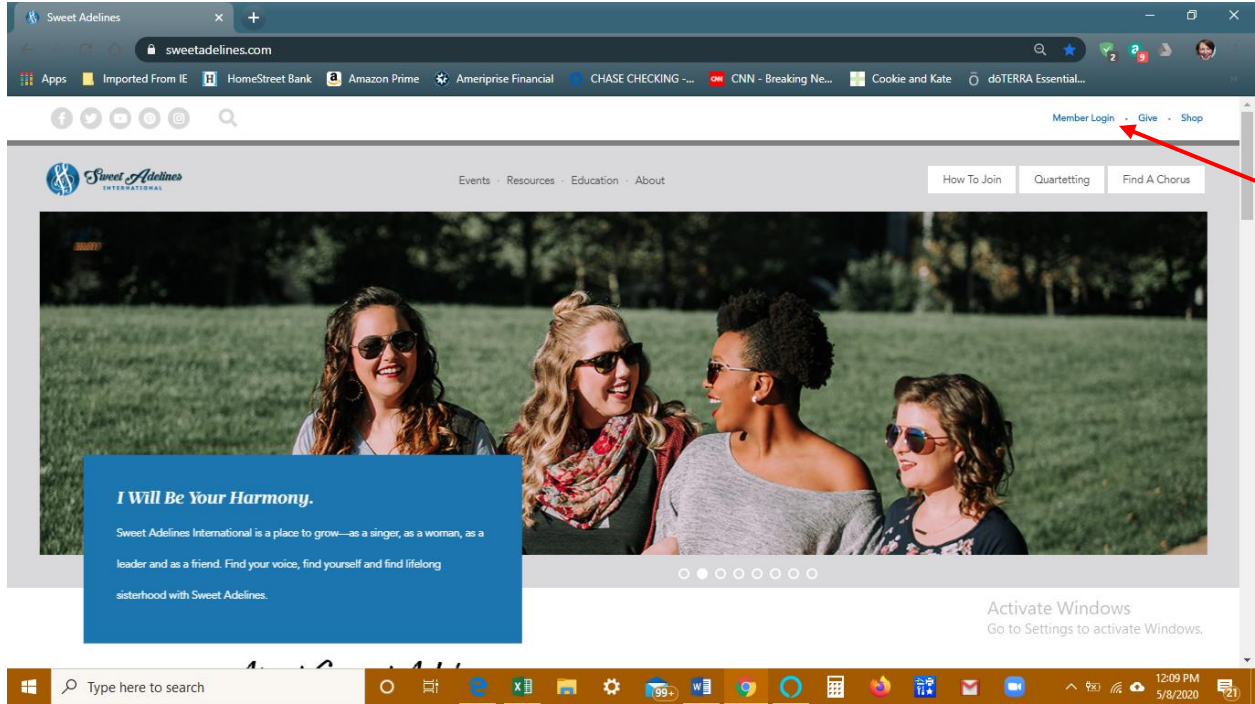 Sweet Adelines
sweetadelines.com
2
9
Apps Imported From IE H HomeStreet Bank a Amazon Prime Ameriprise Financial CHASE CHECKING -... CNN CNN - Breaking Ne... Cookie and Kate ō dōTERRA Essential...
Member Login - Give - Shop
Sweet Adelines
INTERNATIONAL
Events - Resources - Education - About
How To Join
Quartetting
Find A Chorus
I Will Be Your Harmony.
Sweet Adelines International is a place to grow—as a singer, as a woman, as a
leader and as a friend. Find your voice, find yourself and find lifelong
sisterhood with Sweet Adelines.
Activate Windows
Go to Settings to activate Windows.
Type here to search
99+
12:09 PM
5/8/2020
21